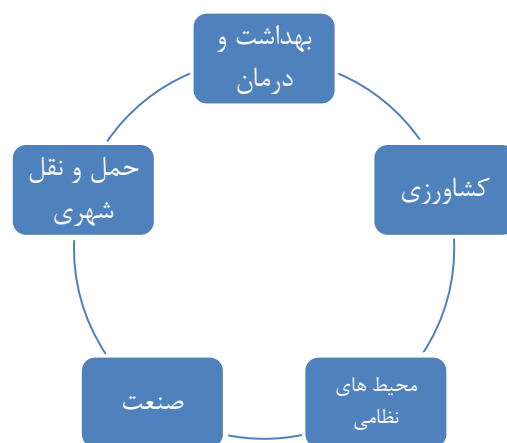 بهداشت و
درمان
کشاورزی
محیط های
نظامی
صنعت
حمل و نقل
شهری